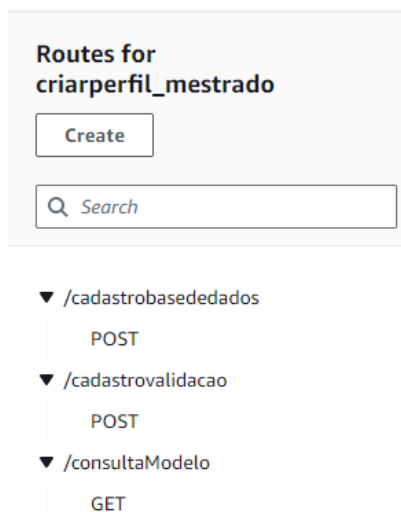 Routes for
criarperfil_mestrado
Create
Search
/cadastrobasededados
POST
/cadastrovalidacao
POST
/consultaModelo
GET